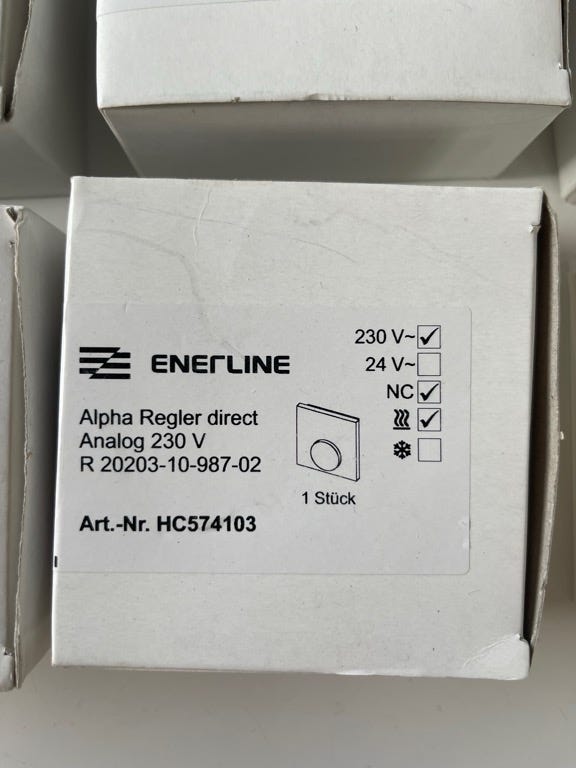 ENERLINE
Alpha Regler direct
Analog 230 V
R 20203-10-987-02
Art.-Nr. HC574103
230 V~
24 V~
NC
1 Stück